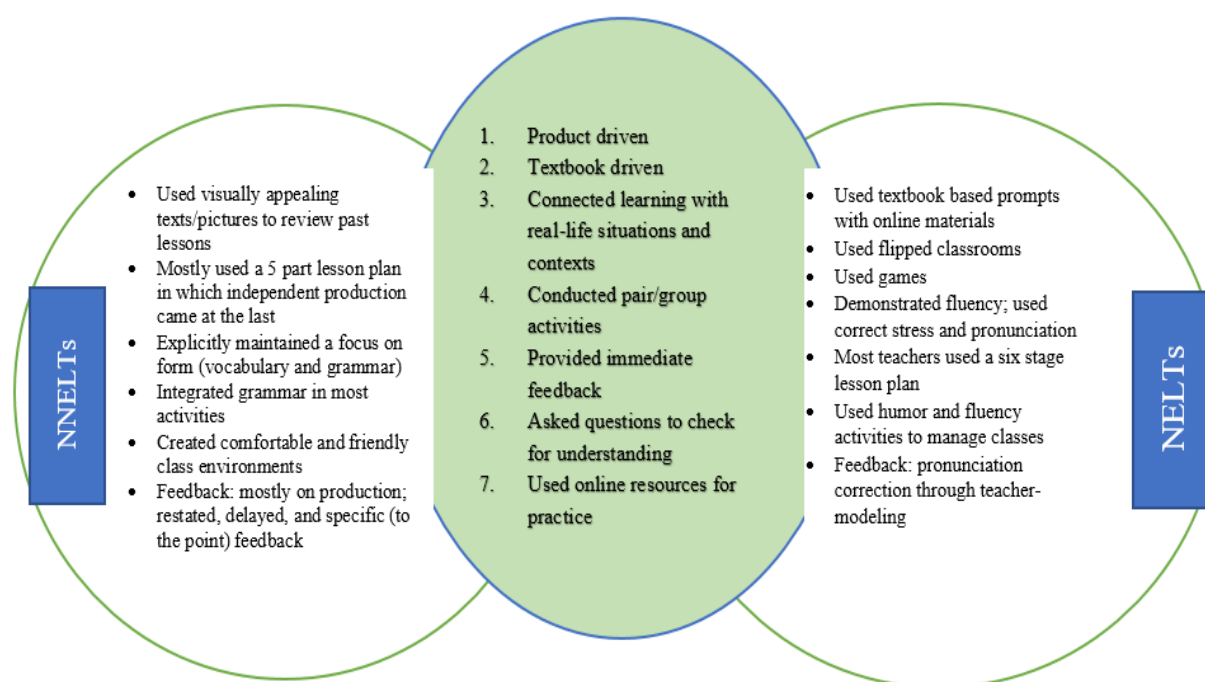 NNELTs
• Used visually appealing
texts/pictures to review past
lessons
• Mostly used a 5 part lesson plan
in which independent production
came at the last
• Explicitly maintained a focus on
form (vocabulary and grammar)
• Integrated grammar in most
activities
• Created comfortable and friendly
class environments
• Feedback: mostly on production;
restated, delayed, and specific (to
the point) feedback
1. Product driven
2. Textbook driven
3. Connected learning with
real-life situations and
contexts
4. Conducted pair/group
activities
5. Provided immediate
feedback
6. Asked questions to check
for understanding
7. Used online resources for
practice
• Used textbook based prompts
with online materials
• Used flipped classrooms
• Used games
• Demonstrated fluency; used
correct stress and pronunciation
• Most teachers used a six stage
lesson plan
• Used humor and fluency
activities to manage classes
• Feedback: pronunciation
correction through teacher-
modeling
NELTs